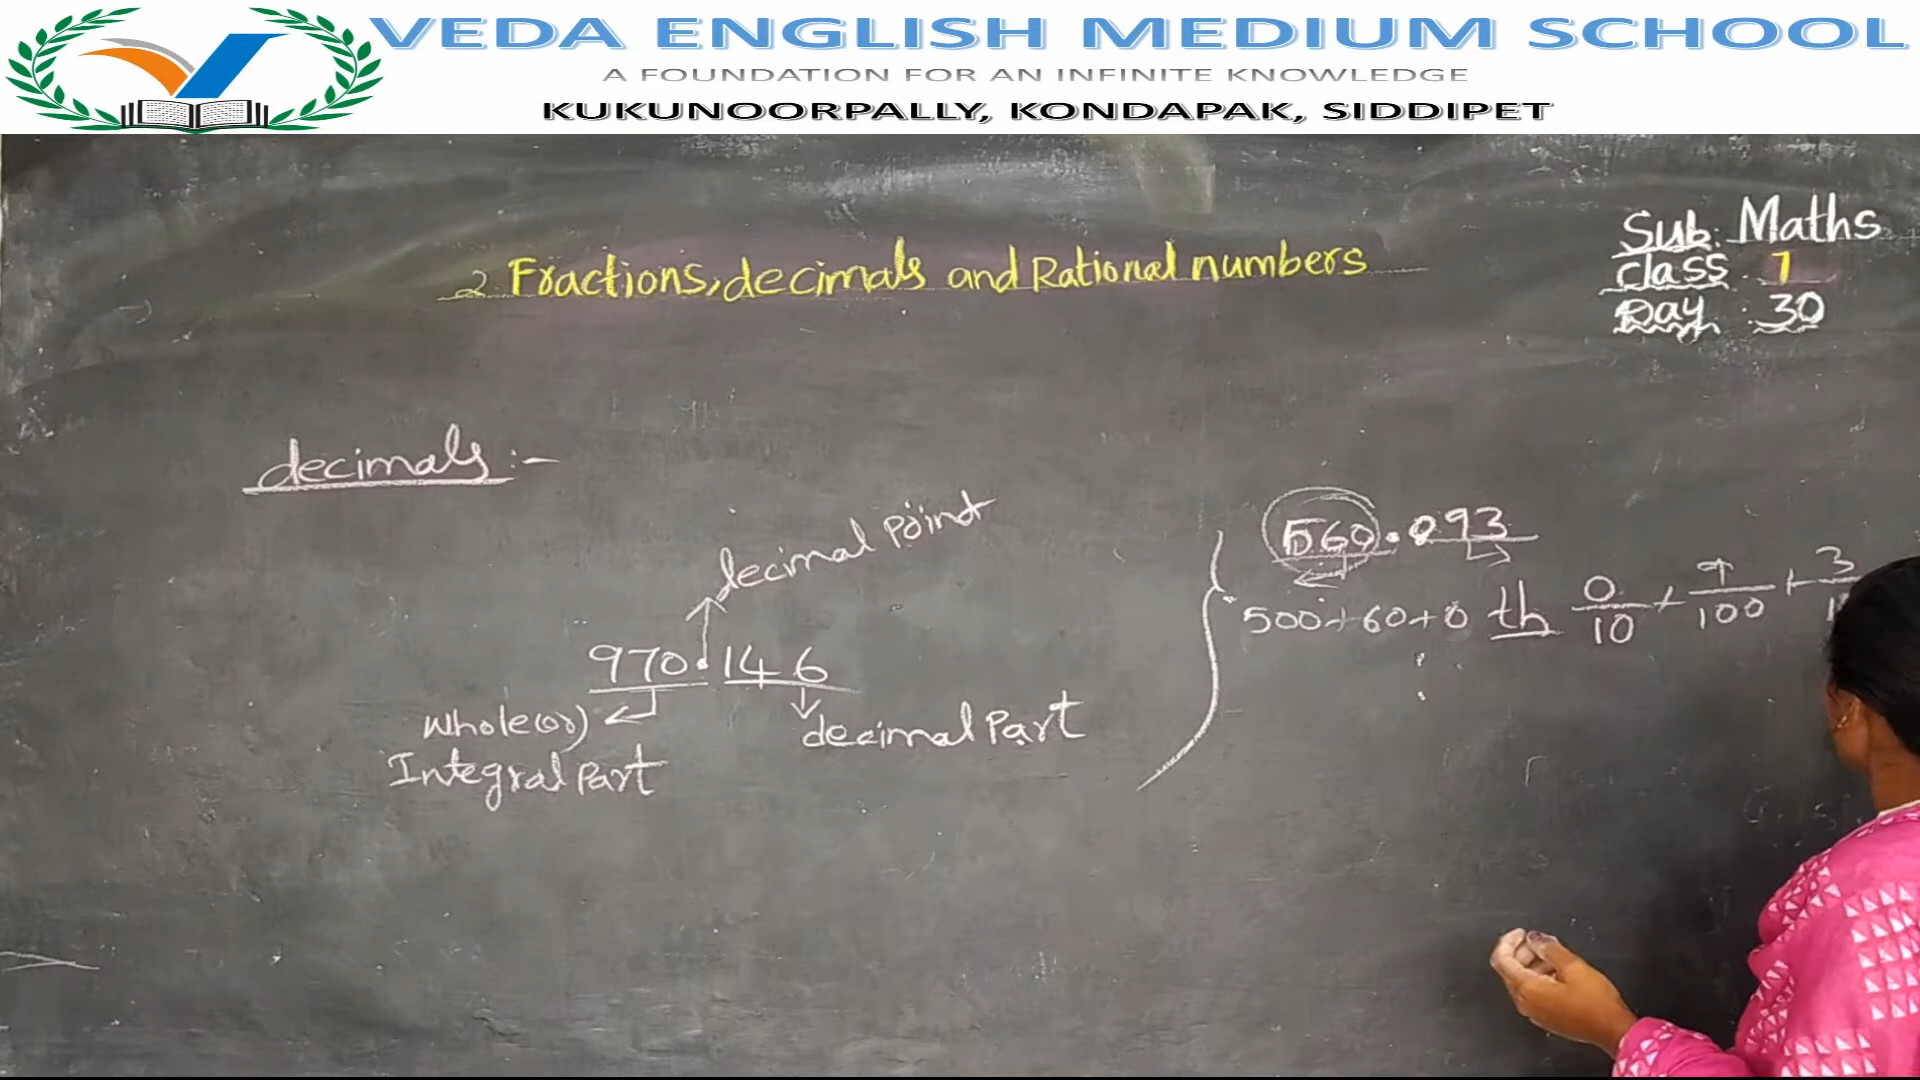 VEDA ENGLISH MEDIUM SCHOOL
A FOUNDATION FOR AN INFINITE KNOWLEDGE
KUKUNOORPALLY, KONDAPAK, SIDDIPET
Sub: Maths
class : 7
Day : 30
2. Fractions, decimals and Rational numbers
decimals :-
decimal point
970.146
whole (or)
Integral Part
decimal Part
560.093
500+60+0 th 0/10 + 9/100 + 3/